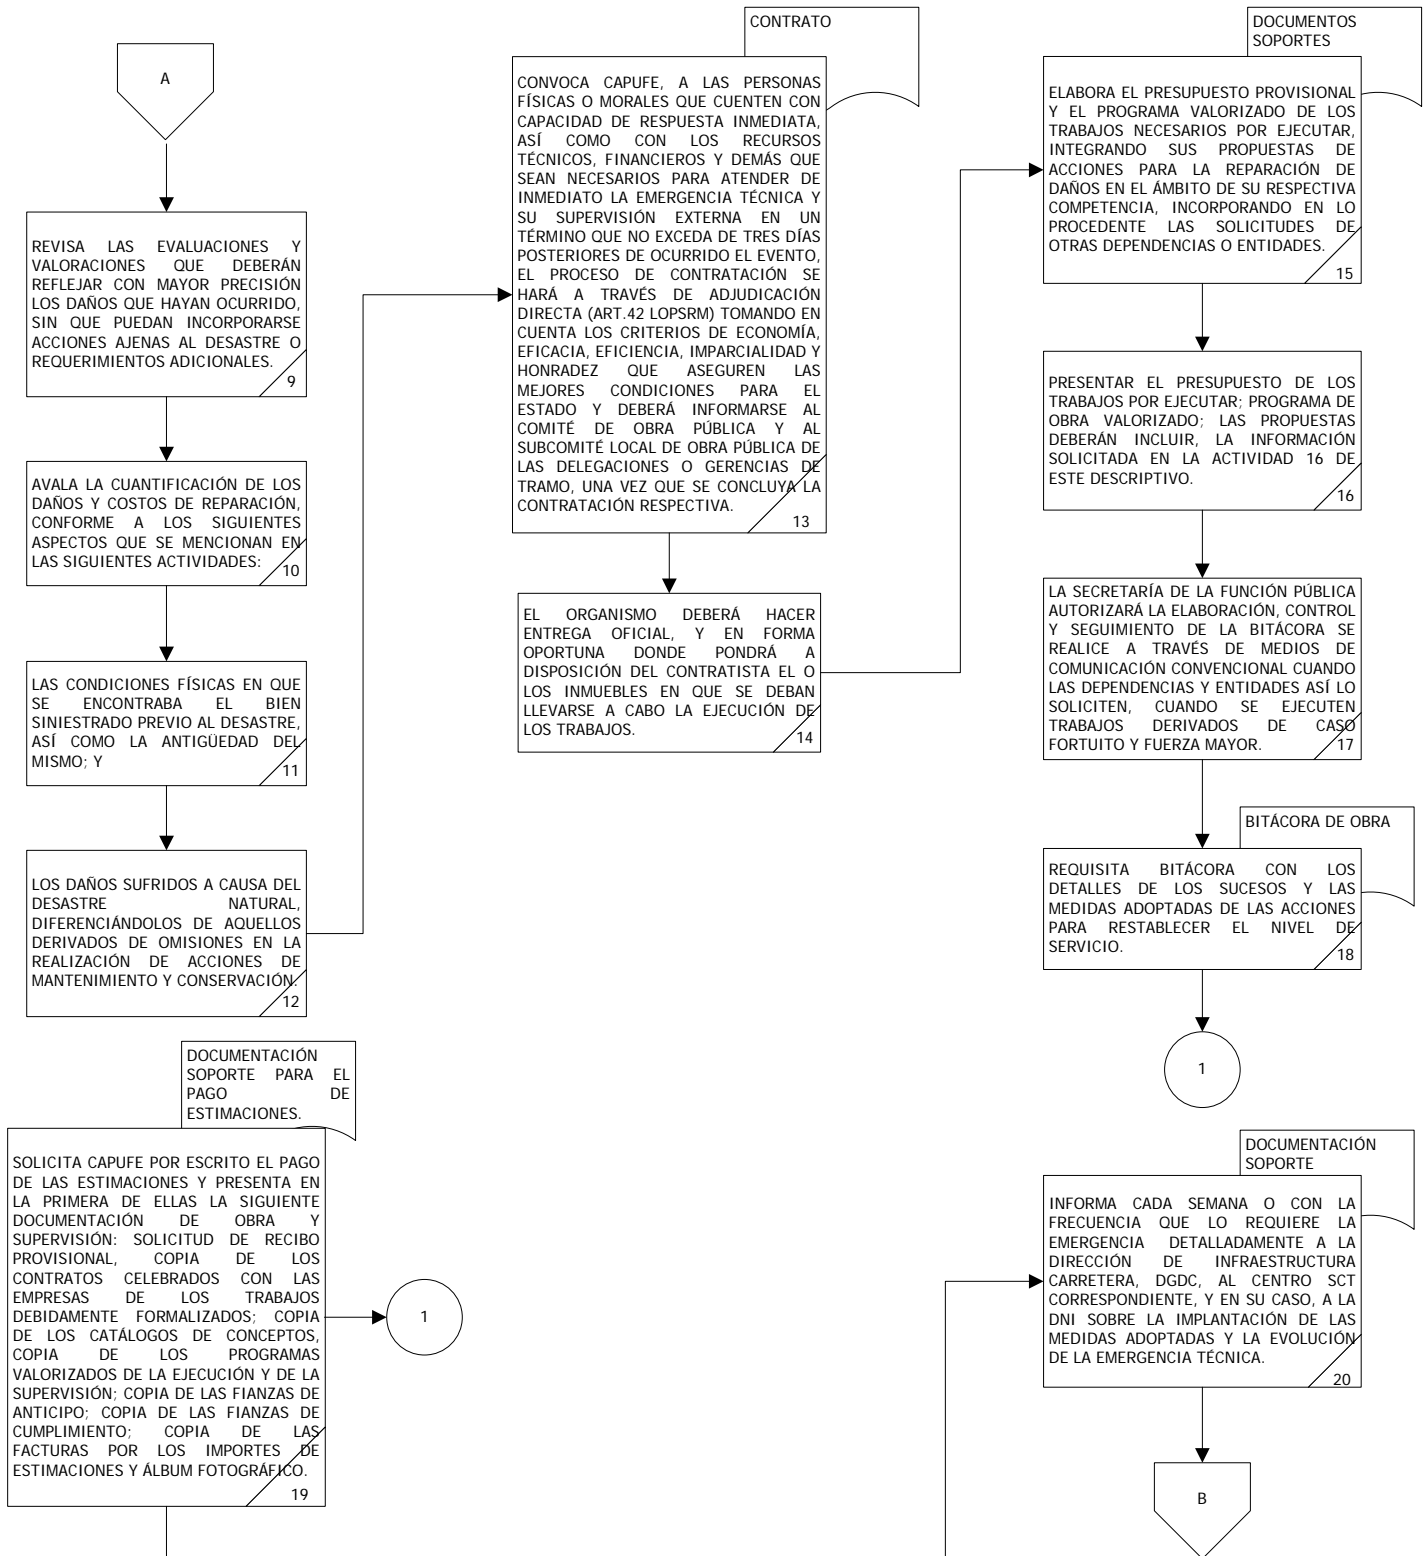 A
REVISA LAS EVALUACIONES Y
VALORACIONES QUE DEBERÁN
REFLEJAR CON MAYOR PRECISIÓN
LOS DAÑOS QUE HAYAN OCURRIDO,
SIN QUE PUEDAN INCORPORARSE
ACCIONES AJENAS AL DESASTRE O
REQUERIMIENTOS ADICIONALES.
9
AVALA LA CUANTIFICACIÓN DE LOS
DAÑOS Y COSTOS DE REPARACIÓN,
CONFORME A LOS SIGUIENTES
ASPECTOS QUE SE MENCIONAN EN
LAS SIGUIENTES ACTIVIDADES:
10
LAS CONDICIONES FÍSICAS EN QUE
SE ENCONTRABA EL BIEN
SINIESTRADO PREVIO AL DESASTRE,
ASÍ COMO LA ANTIGÜEDAD DEL
MISMO; Y
11
LOS DAÑOS SUFRIDOS A CAUSA DEL
DESASTRE NATURAL,
DIFERENCIÁNDOLOS DE AQUELLOS
DERIVADOS DE OMISIONES EN LA
REALIZACIÓN DE ACCIONES DE
MANTENIMIENTO Y CONSERVACIÓN.
12
CONTRATO
CONVOCA CAPUFE, A LAS PERSONAS
FÍSICAS O MORALES QUE CUENTEN CON
CAPACIDAD DE RESPUESTA INMEDIATA,
ASÍ COMO CON LOS RECURSOS
TÉCNICOS, FINANCIEROS Y DEMÁS QUE
SEAN NECESARIOS PARA ATENDER DE
INMEDIATO LA EMERGENCIA TÉCNICA Y
SU SUPERVISIÓN EXTERNA EN UN
TÉRMINO QUE NO EXCEDA DE TRES DÍAS
POSTERIORES DE OCURRIDO EL EVENTO,
EL PROCESO DE CONTRATACIÓN SE
HARÁ A TRAVÉS DE ADJUDICACIÓN
DIRECTA (ART.42 LOPSRM) TOMANDO EN
CUENTA LOS CRITERIOS DE ECONOMÍA,
EFICACIA, EFICIENCIA, IMPARCIALIDAD Y
HONRADEZ QUE ASEGUREN LAS
MEJORES CONDICIONES PARA EL
ESTADO Y DEBERÁ INFORMARSE AL
COMITÉ DE OBRA PÚBLICA Y AL
SUBCOMITÉ LOCAL DE OBRA PÚBLICA DE
LAS DELEGACIONES O GERENCIAS DE
TRAMO, UNA VEZ QUE SE CONCLUYA LA
CONTRATACIÓN RESPECTIVA.
13
EL ORGANISMO DEBERÁ HACER
ENTREGA OFICIAL, Y EN FORMA
OPORTUNA DONDE PONDRÁ A
DISPOSICIÓN DEL CONTRATISTA EL O
LOS INMUEBLES EN QUE SE DEBAN
LLEVARSE A CABO LA EJECUCIÓN DE
LOS TRABAJOS.
14
DOCUMENTOS
SOPORTES
ELABORA EL PRESUPUESTO PROVISIONAL
Y EL PROGRAMA VALORIZADO DE LOS
TRABAJOS NECESARIOS POR EJECUTAR,
INTEGRANDO SUS PROPUESTAS DE
ACCIONES PARA LA REPARACIÓN DE
DAÑOS EN EL ÁMBITO DE SU RESPECTIVA
COMPETENCIA, INCORPORANDO EN LO
PROCEDENTE LAS SOLICITUDES DE
OTRAS DEPENDENCIAS O ENTIDADES.
15
PRESENTAR EL PRESUPUESTO DE LOS
TRABAJOS POR EJECUTAR; PROGRAMA DE
OBRA VALORIZADO; LAS PROPUESTAS
DEBERÁN INCLUIR, LA INFORMACIÓN
SOLICITADA EN LA ACTIVIDAD 16 DE
ESTE DESCRIPTIVO.
16
LA SECRETARÍA DE LA FUNCIÓN PÚBLICA
AUTORIZARÁ LA ELABORACIÓN, CONTROL
Y SEGUIMIENTO DE LA BITÁCORA SE
REALICE A TRAVÉS DE MEDIOS DE
COMUNICACIÓN CONVENCIONAL CUANDO
LAS DEPENDENCIAS Y ENTIDADES ASÍ LO
SOLICITEN, CUANDO SE EJECUTEN
TRABAJOS DERIVADOS DE CASO
FORTUITO Y FUERZA MAYOR.
17
BITÁCORA DE OBRA
REQUISITA BITÁCORA CON LOS
DETALLES DE LOS SUCESOS Y LAS
MEDIDAS ADOPTADAS DE LAS ACCIONES
PARA RESTABLECER EL NIVEL DE
SERVICIO.
18
1
DOCUMENTACIÓN
SOPORTE PARA EL
PAGO DE
ESTIMACIONES.
SOLICITA CAPUFE POR ESCRITO EL PAGO
DE LAS ESTIMACIONES Y PRESENTA EN
LA PRIMERA DE ELLAS LA SIGUIENTE
DOCUMENTACIÓN DE OBRA Y
SUPERVISIÓN: SOLICITUD DE RECIBO
PROVISIONAL, COPIA DE LOS
CONTRATOS CELEBRADOS CON LAS
EMPRESAS DE LOS TRABAJOS
DEBIDAMENTE FORMALIZADOS; COPIA
DE LOS CATÁLOGOS DE CONCEPTOS,
COPIA DE LOS PROGRAMAS
VALORIZADOS DE LA EJECUCIÓN Y DE LA
SUPERVISIÓN; COPIA DE LAS FIANZAS DE
ANTICIPO; COPIA DE LAS FIANZAS DE
CUMPLIMIENTO; COPIA DE LAS
FACTURAS POR LOS IMPORTES DE
ESTIMACIONES Y ÁLBUM FOTOGRÁFICO.
19
1
DOCUMENTACIÓN
SOPORTE
INFORMA CADA SEMANA O CON LA
FRECUENCIA QUE LO REQUIERE LA
EMERGENCIA DETALLADAMENTE A LA
DIRECCIÓN DE INFRAESTRUCTURA
CARRETERA, DGDC, AL CENTRO SCT
CORRESPONDIENTE, Y EN SU CASO, A LA
DNI SOBRE LA IMPLANTACIÓN DE LAS
MEDIDAS ADOPTADAS Y LA EVOLUCIÓN
DE LA EMERGENCIA TÉCNICA.
20
B